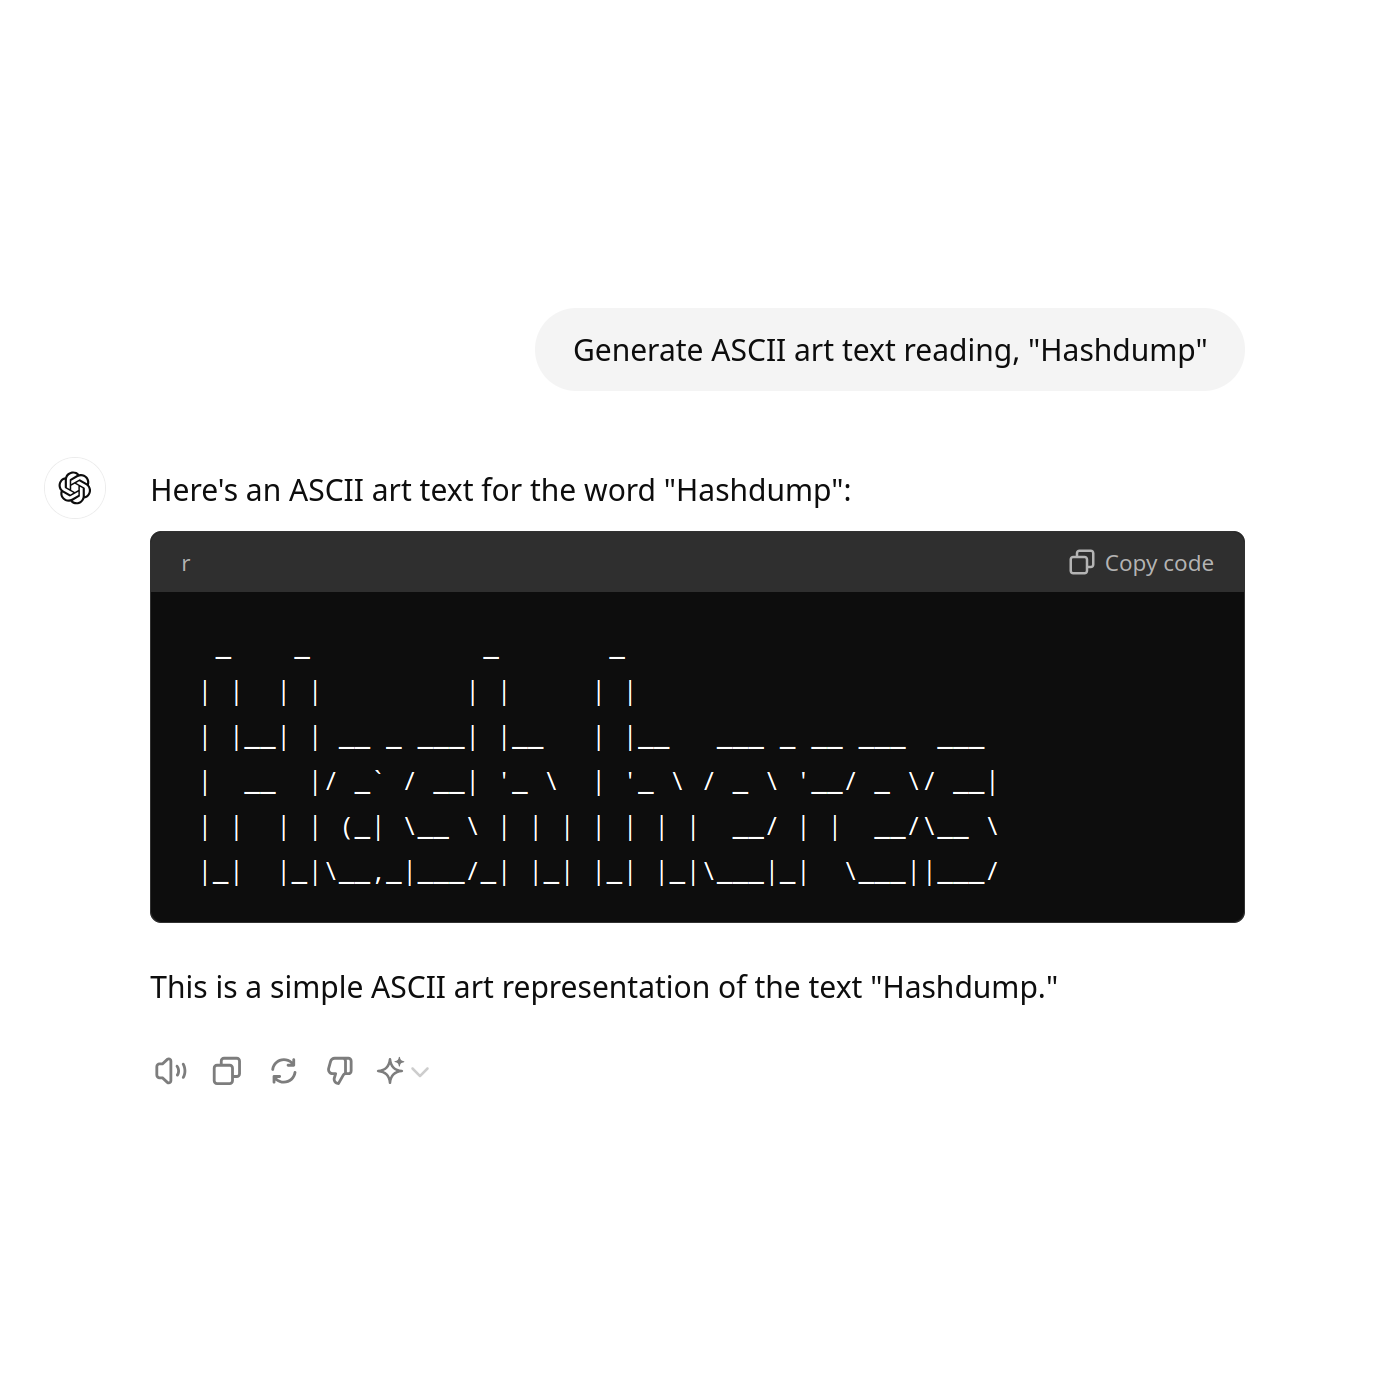 Generate ASCII art text reading, "Hashdump"
Here's an ASCII art text for the word "Hashdump":
r
Copy code
  _    _           _       _
 | |  | |         | |     | |
 | |__| | __ _ ___| |__   | |__   ___ _ __ ___  ___
 |  __  |/ _` / __| '_ \  | '_ \ / _ \ '__/ _ \/ __|
 | |  | | (_| \__ \ | | | | | | |  __/ | |  __/\__ \
 |_|  |_|\__,_|___/_| |_| |_| |_|\___|_|  \___||___/
This is a simple ASCII art representation of the text "Hashdump."